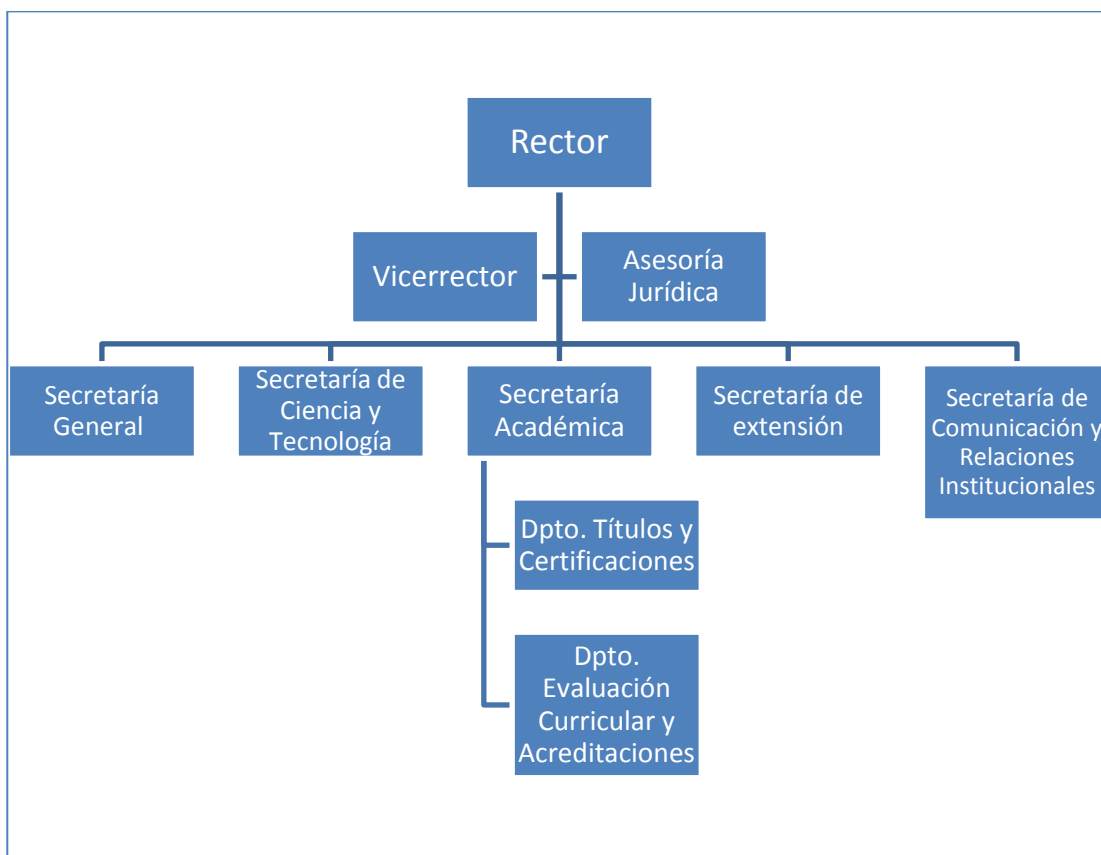 Rector
Vicerrector
Asesoría
Jurídica
Secretaría
General
Secretaría de
Ciencia y
Tecnología
Secretaría
Académica
Secretaría de
extensión
Secretaría de
Comunicación y
Relaciones
Institucionales
Dpto. Títulos y
Certificaciones
Dpto.
Evaluación
Curricular y
Acreditaciones